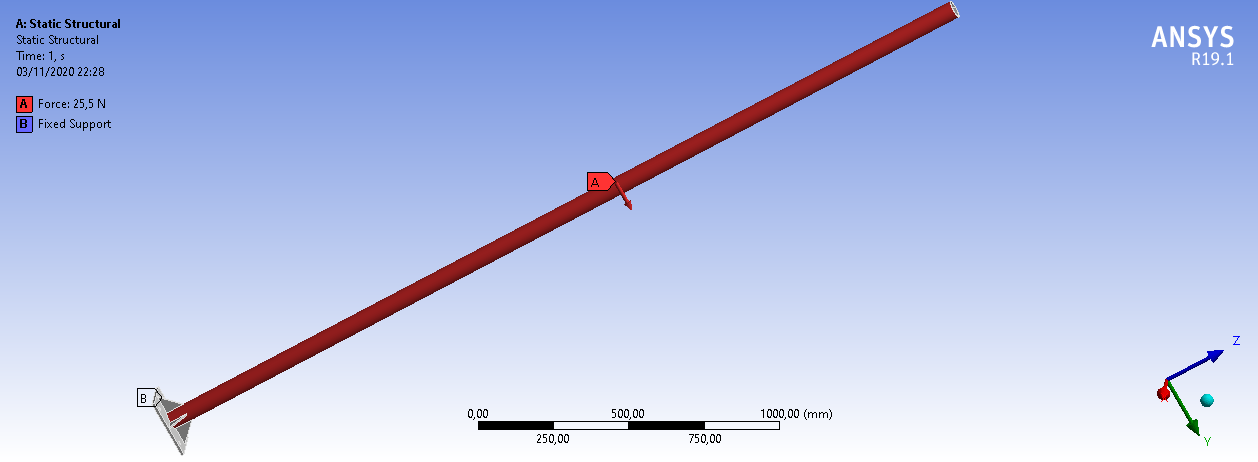 A: Static Structural
Static Structural
Time: 1, s
03/11/2020 22:28
A Force: 25,5 N
B Fixed Support
ANSYS
R19.1
A
B
0,00 500,00 1000,00 (mm)
250,00 750,00
Z
Y